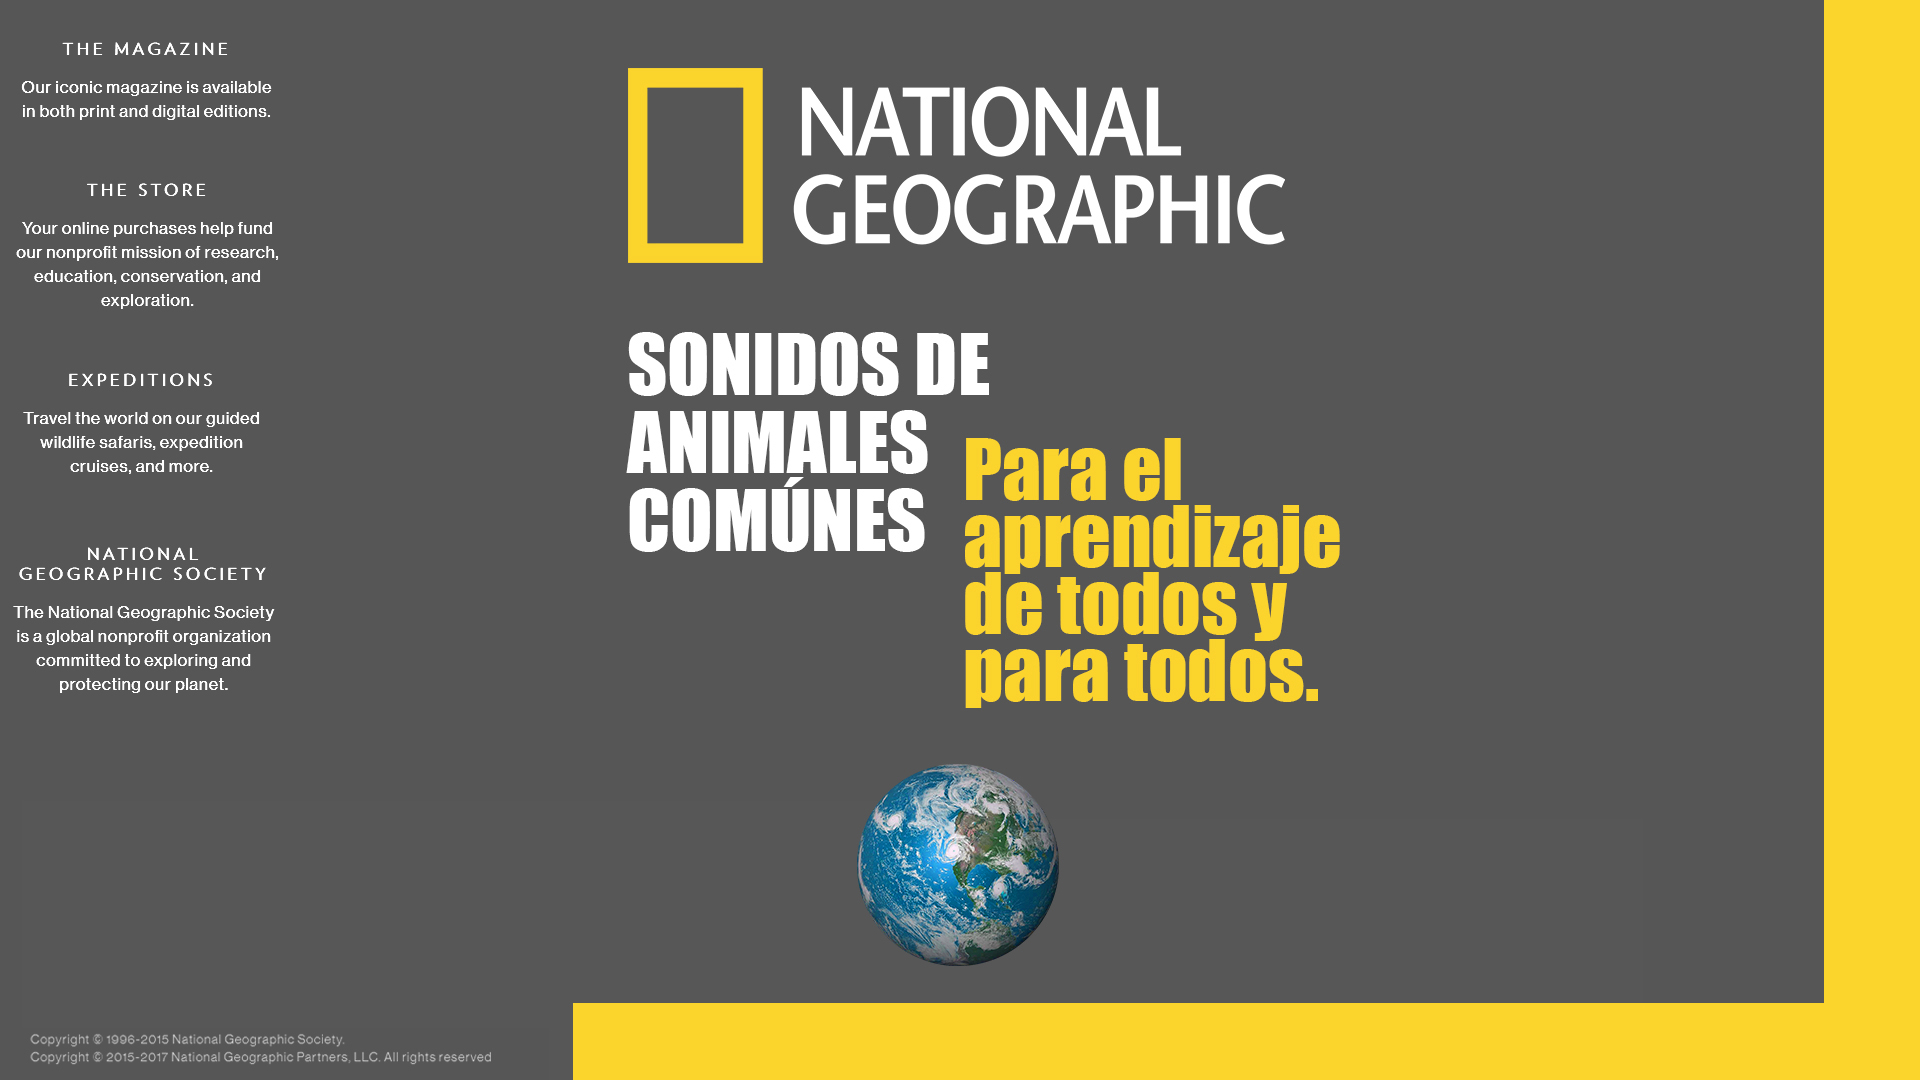 THE MAGAZINE
Our iconic magazine is available
in both print and digital editions.
THE STORE
Your online purchases help fund
our nonprofit mission of research,
education, conservation, and
exploration.
EXPEDITIONS
Travel the world on our guided
wildlife safaris, expedition
cruises, and more.
NATIONAL
GEOGRAPHIC SOCIETY
The National Geographic Society
is a global nonprofit organization
committed to exploring and
protecting our planet.
NATIONAL
GEOGRAPHIC
SONIDOS DE
ANIMALES
COMÚNES
Para el
aprendizaje
de todos y
para todos.
Copyright © 1996-2015 National Geographic Society.
Copyright © 2015-2017 National Geographic Partners, LLC. All rights reserved